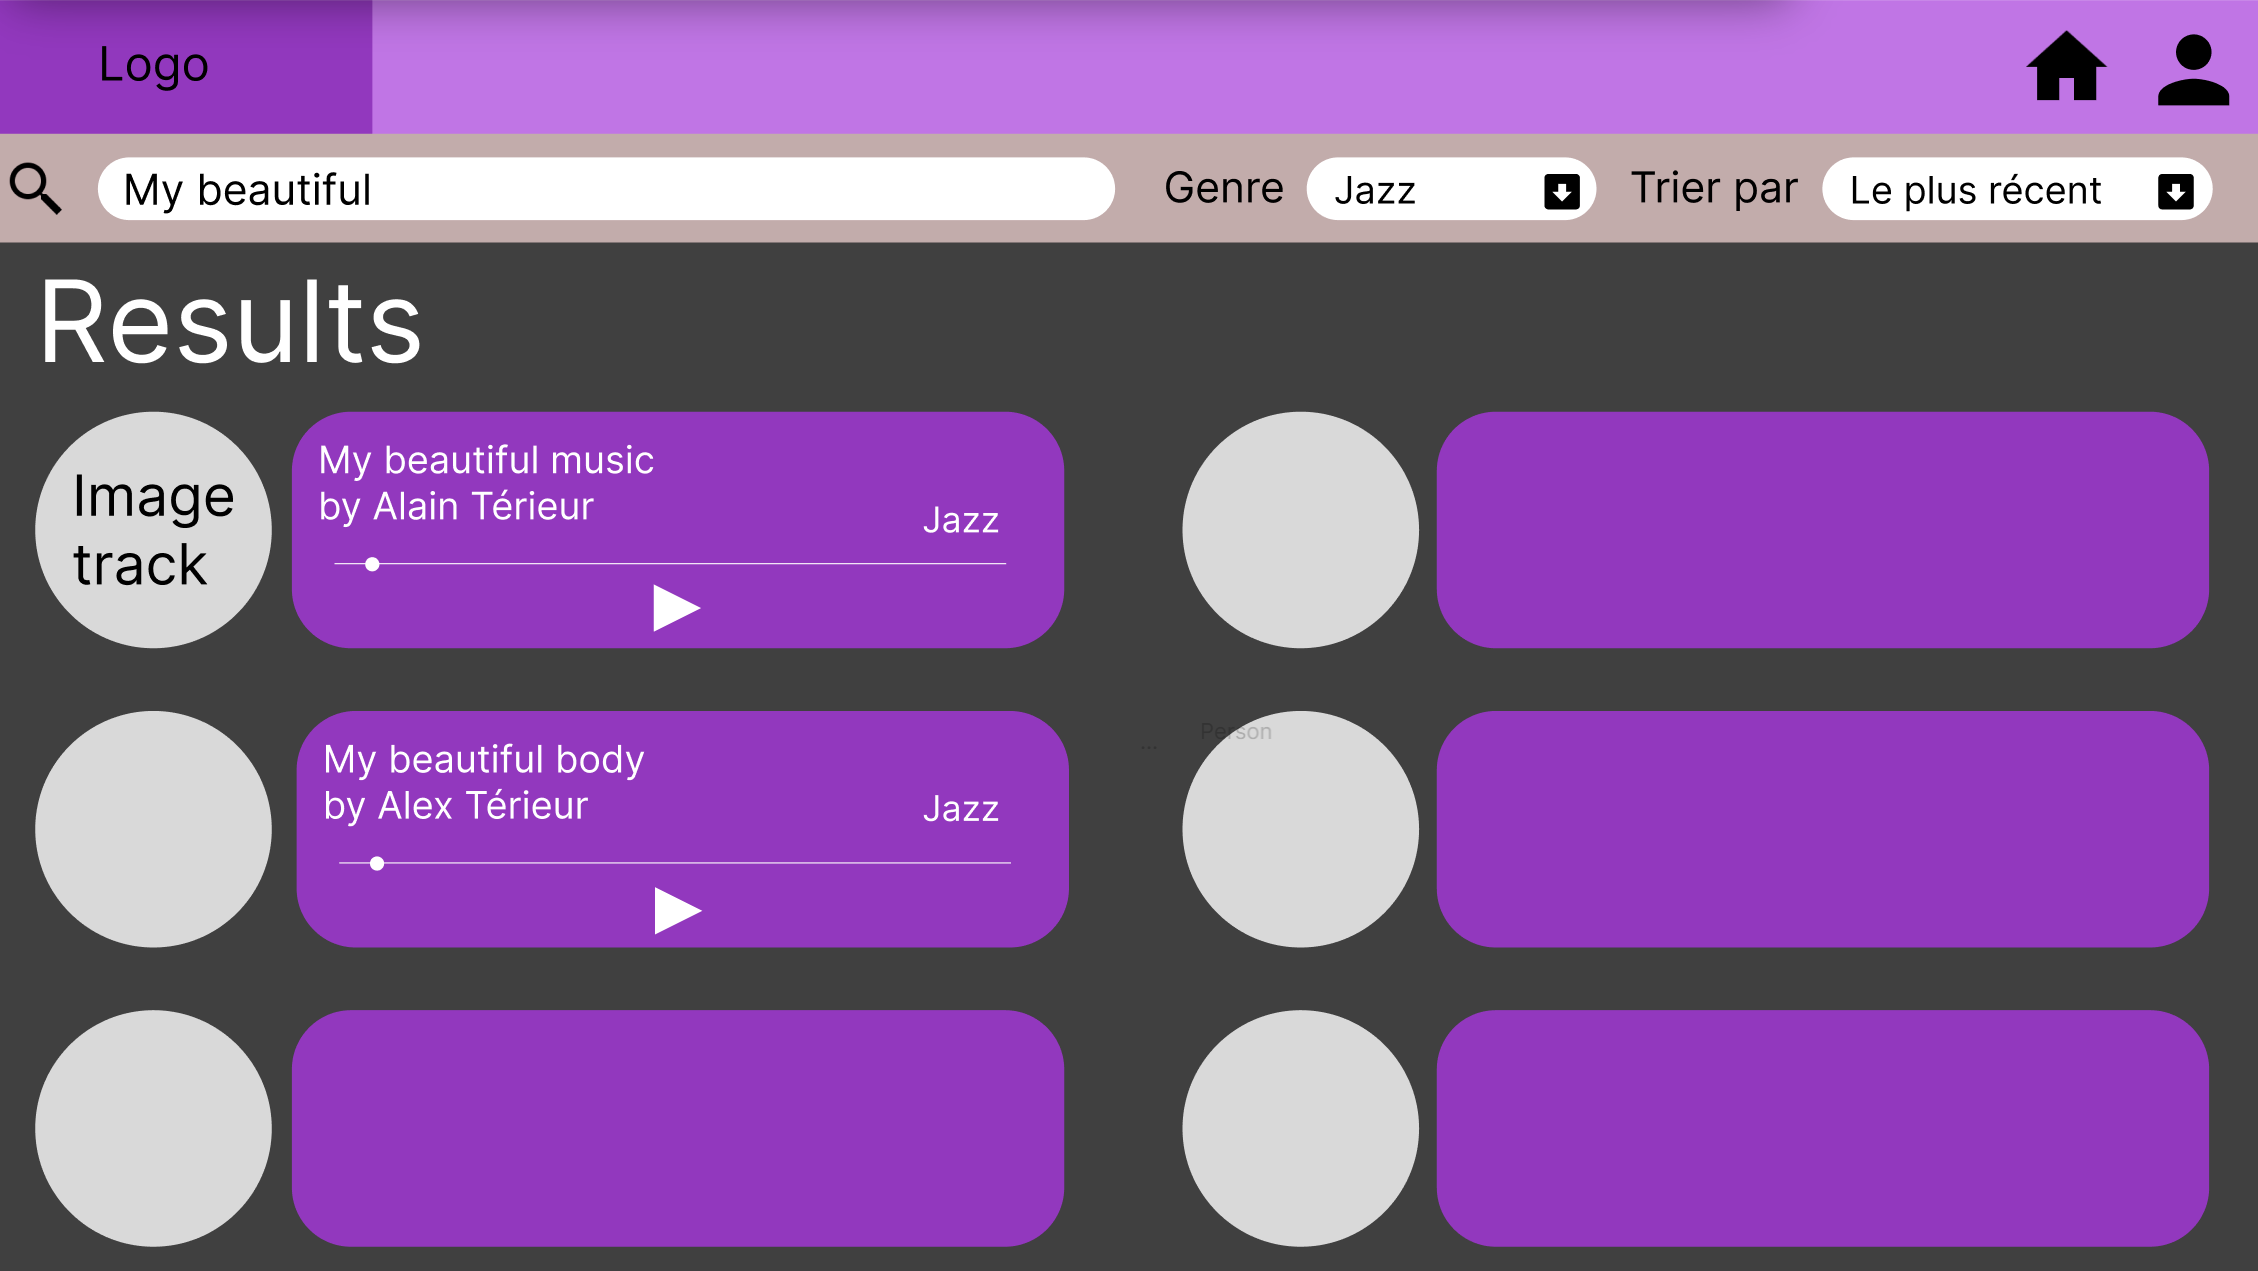 Logo
My beautiful
Genre
Jazz
Trier par
Le plus récent
Results
Image
track
My beautiful music
by Alain Térieur
Jazz
My beautiful body
by Alex Térieur
Jazz
...
Person